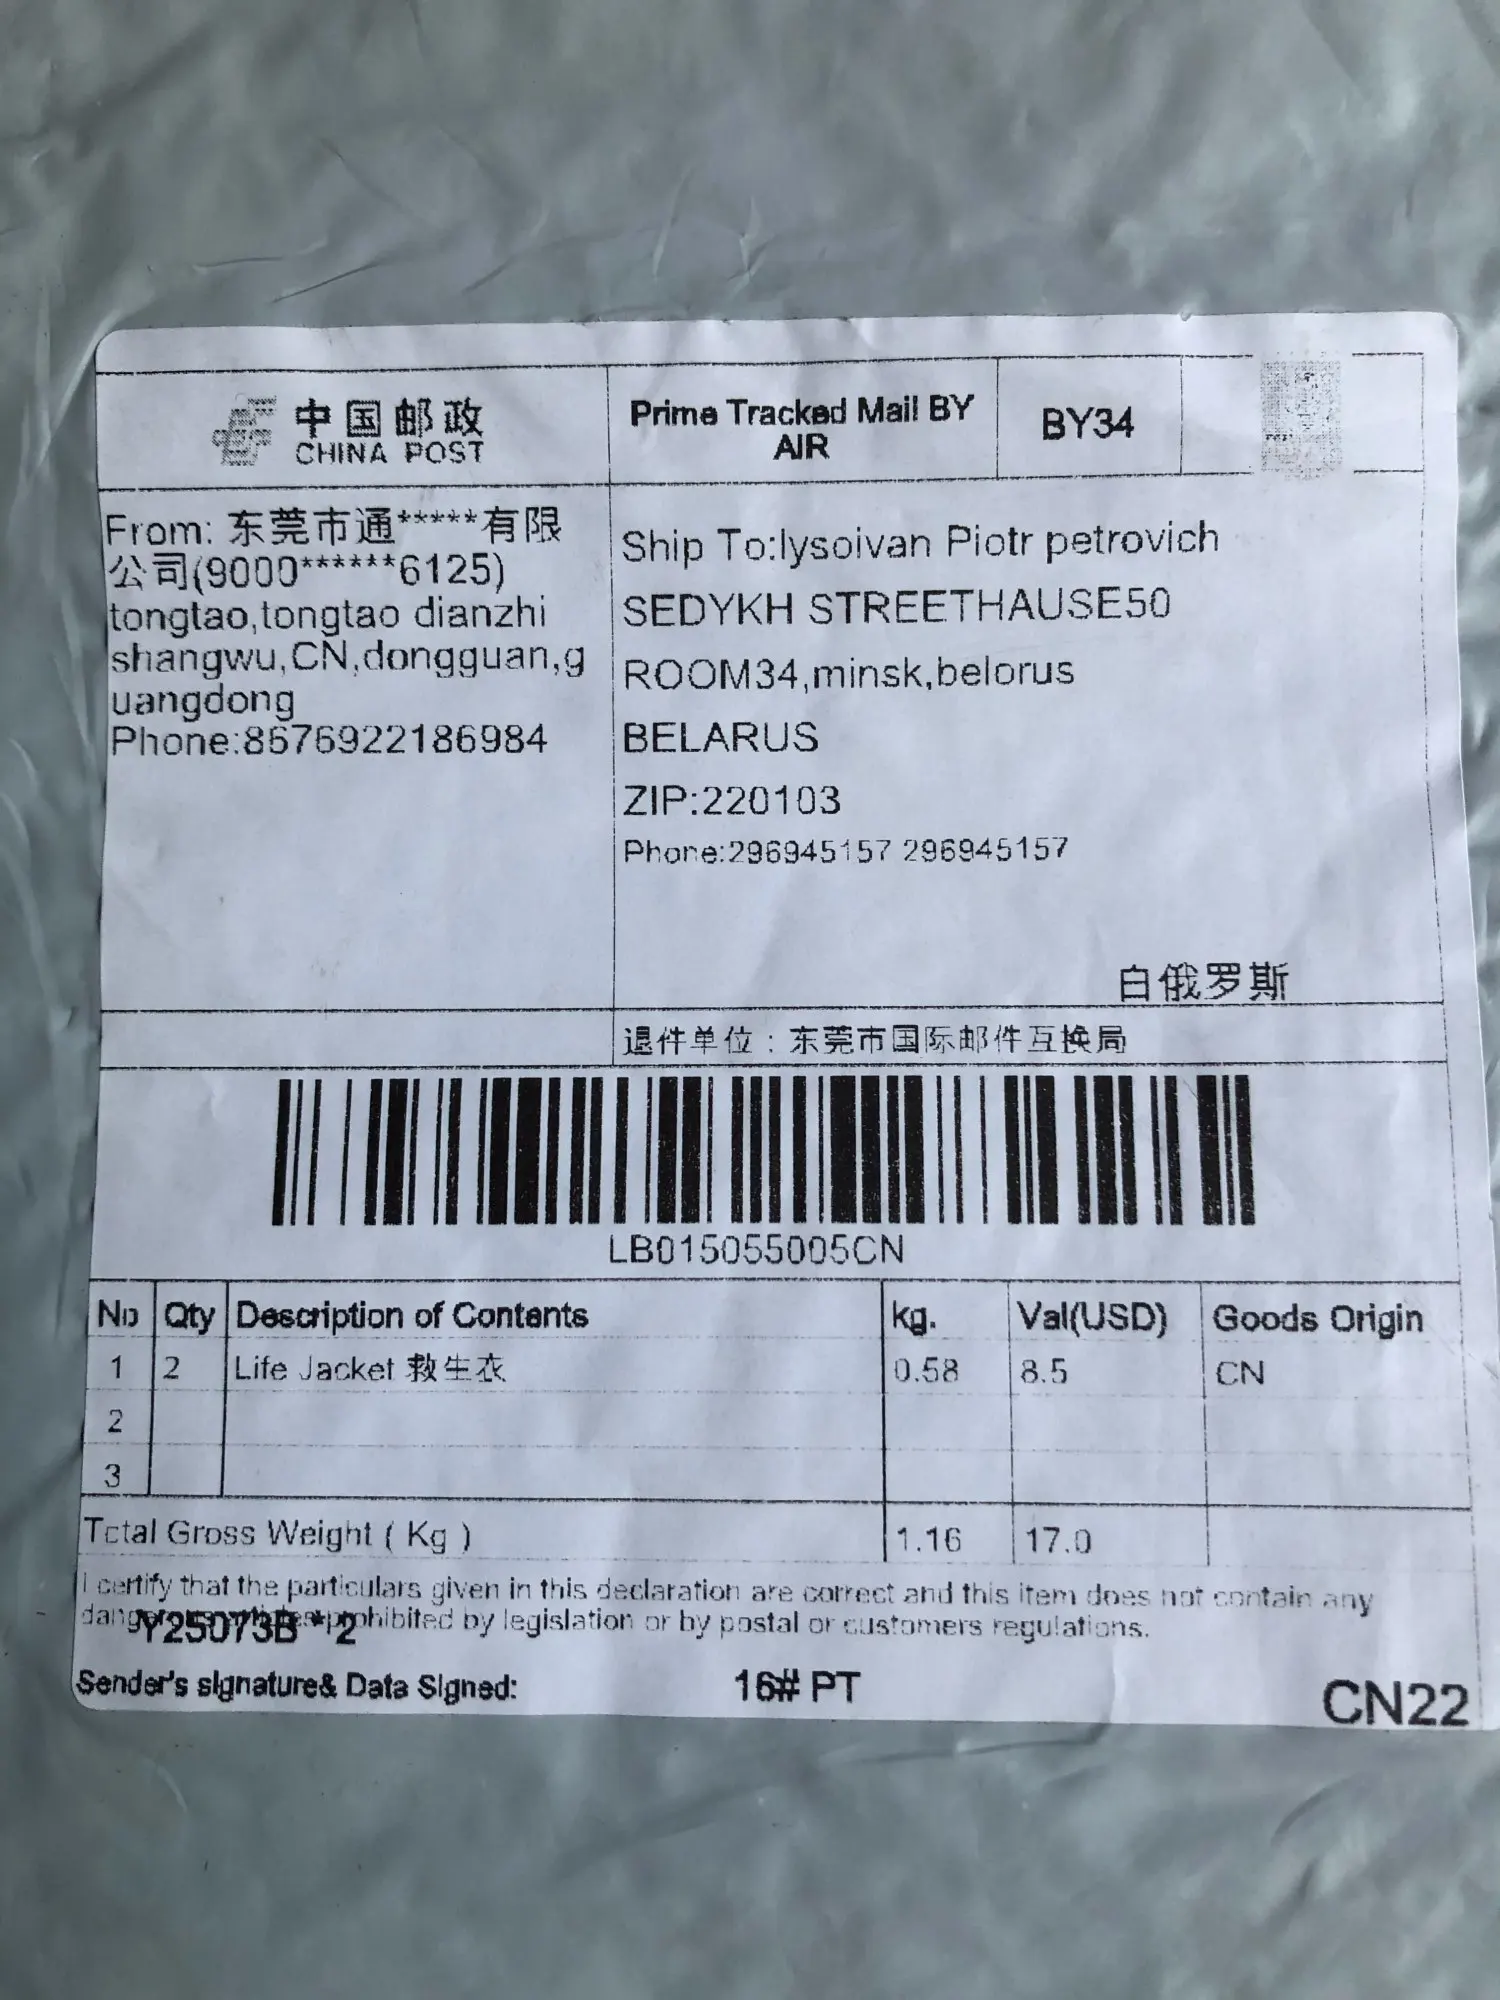 中国邮政
CHINA POST
Prime Tracked Mail BY
AIR
BY34
From: 东莞市通*****有限
公司(9000******6125)
tongtao,tongtao dianzhi
shangwu,CN,dongguan,g
uangdong
Phone:8676922186984
Ship To:lysoivan Piotr petrovich
SEDYKH STREETHAUSE50
ROOM34,minsk,belorus
BELARUS
ZIP:220103
Phone:296945157 296945157
白俄罗斯
退件单位：东莞市国际邮件互换局
LB015055005CN
No Qty Description of Contents kg. Val(USD) Goods Origin
1 2 Life Jacket 救生衣 0.58 8.5 CN
2
3
Total Gross Weight ( Kg ) 1.16 17.0
I certify that the particulars given in this declaration are correct and this item does not contain any
prohibited by legislation or by postal or customers regulations.
Y25073B * 2
Sender's signature& Data Signed:
16# PT
CN22